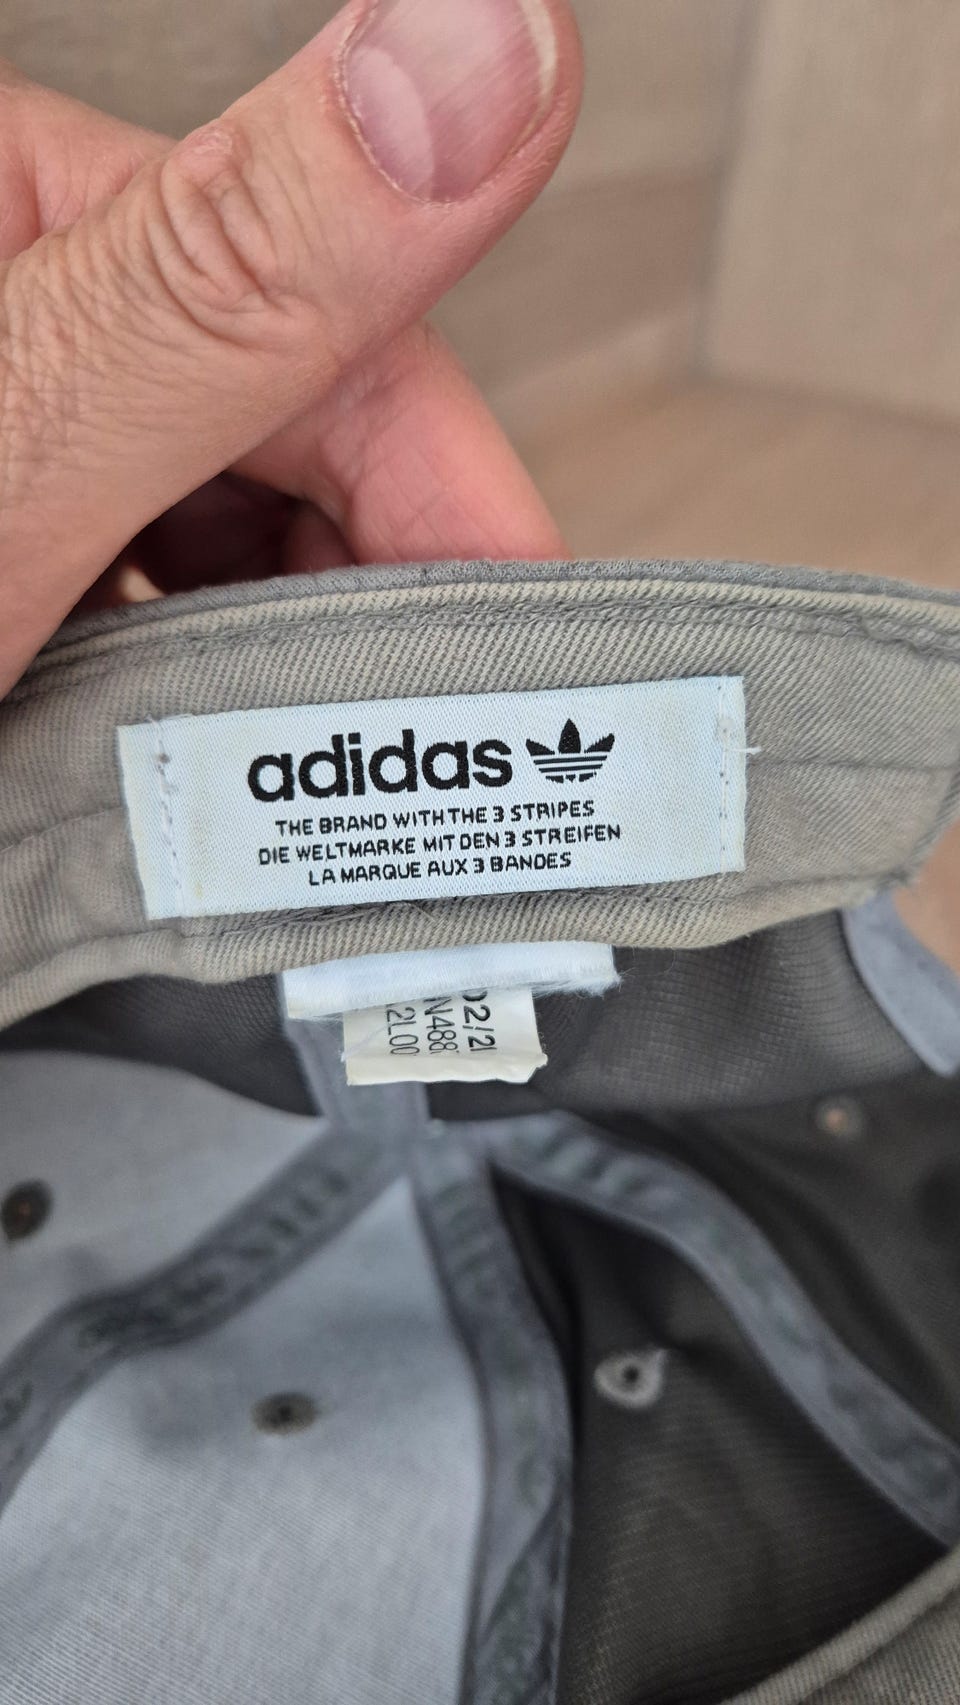 adidas
THE BRAND WITH THE 3 STRIPES
DIE WELTMARKE MIT DEN 3 STREIFEN
LA MARQUE AUX 3 BANDES